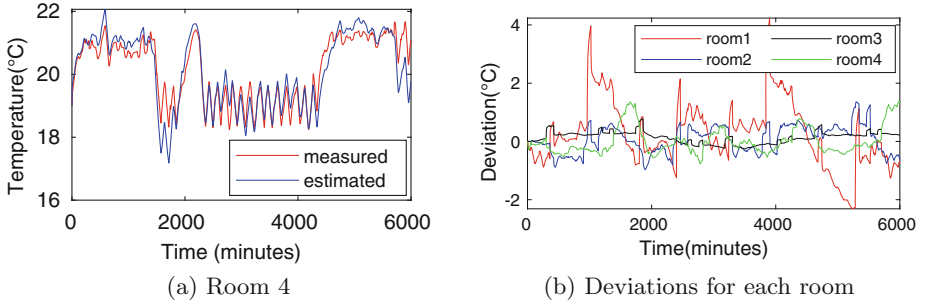 22
20
18
16
0
2000
4000
6000
Temperature(°C)
Time (minutes)
measured
estimated
(a) Room 4
4
2
0
-2
0
2000
4000
6000
Deviation(°C)
Time(minutes)
room1
room2
room3
room4
(b) Deviations for each room